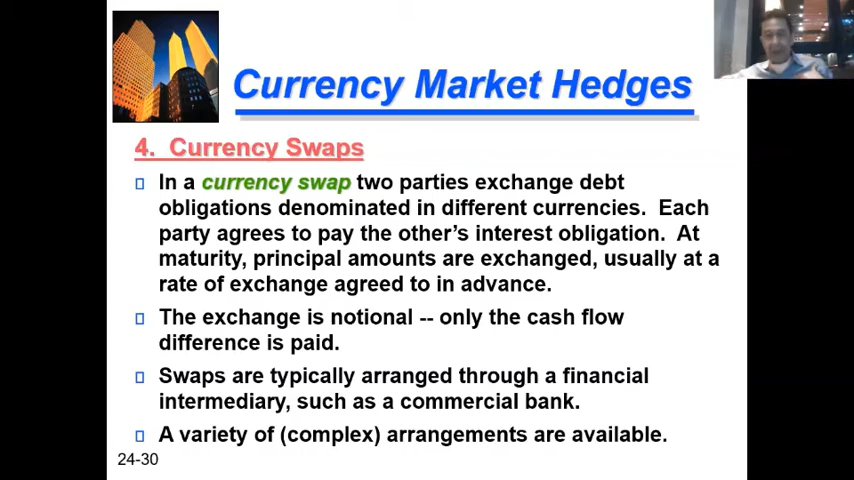 Currency Market Hedges
4. Currency Swaps
In a currency swap two parties exchange debt
obligations denominated in different currencies. Each
party agrees to pay the other's interest obligation. At
maturity, principal amounts are exchanged, usually at a
rate of exchange agreed to in advance.
The exchange is notional -- only the cash flow
difference is paid.
Swaps are typically arranged through a financial
intermediary, such as a commercial bank.
A variety of (complex) arrangements are available.
24-30